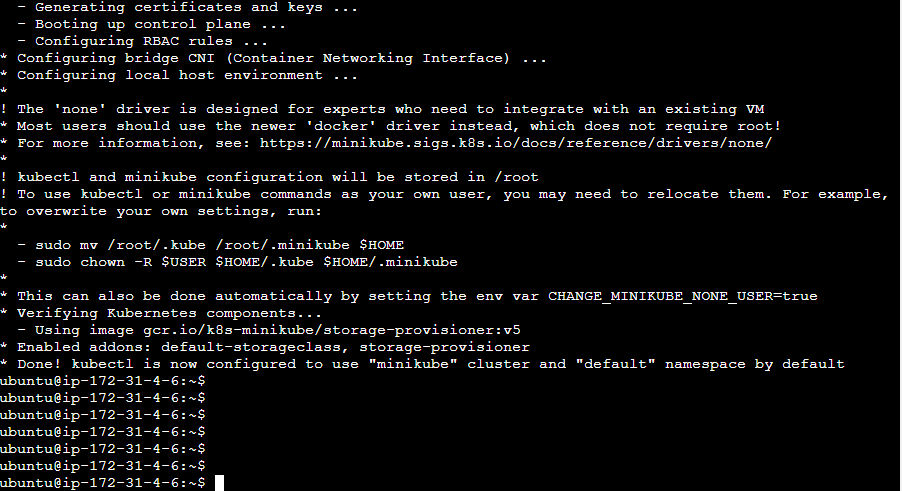 - Generating certificates and keys ...
  - Booting up control plane ...
  - Configuring RBAC rules ...
* Configuring bridge CNI (Container Networking Interface) ...
* Configuring local host environment ...
*
! The 'none' driver is designed for experts who need to integrate with an existing VM
* Most users should use the newer 'docker' driver instead, which does not require root!
* For more information, see: https://minikube.sigs.k8s.io/docs/reference/drivers/none/
*
! kubectl and minikube configuration will be stored in /root
! To use kubectl or minikube commands as your own user, you may need to relocate them. For example,
to overwrite your own settings, run:
*
  - sudo mv /root/.kube /root/.minikube $HOME
  - sudo chown -R $USER $HOME/.kube $HOME/.minikube
*
* This can also be done automatically by setting the env var CHANGE_MINIKUBE_NONE_USER=true
* Verifying Kubernetes components...
  - Using image gcr.io/k8s-minikube/storage-provisioner:v5
* Enabled addons: default-storageclass, storage-provisioner
* Done! kubectl is now configured to use "minikube" cluster and "default" namespace by default
ubuntu@ip-172-31-4-6:~$
ubuntu@ip-172-31-4-6:~$
ubuntu@ip-172-31-4-6:~$
ubuntu@ip-172-31-4-6:~$
ubuntu@ip-172-31-4-6:~$
ubuntu@ip-172-31-4-6:~$
ubuntu@ip-172-31-4-6:~$